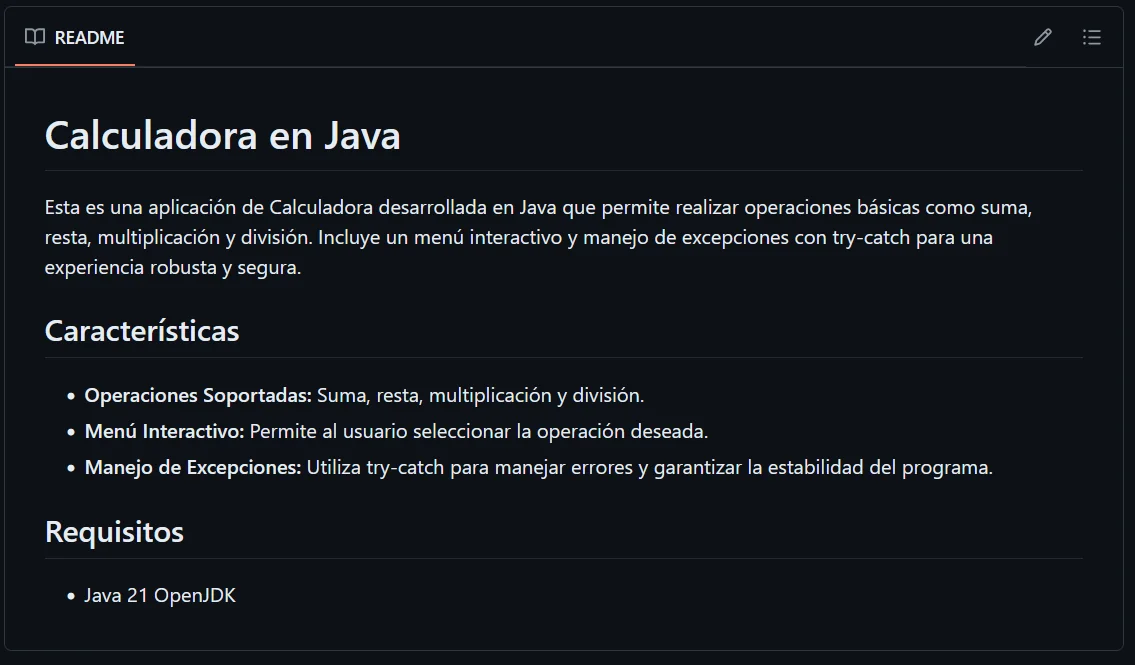 README
Calculadora en Java
Esta es una aplicación de Calculadora desarrollada en Java que permite realizar operaciones básicas como suma,
resta, multiplicación y división. Incluye un menú interactivo y manejo de excepciones con try-catch para una
experiencia robusta y segura.
Características
• Operaciones Soportadas: Suma, resta, multiplicación y división.
• Menú Interactivo: Permite al usuario seleccionar la operación deseada.
• Manejo de Excepciones: Utiliza try-catch para manejar errores y garantizar la estabilidad del programa.
Requisitos
• Java 21 OpenJDK